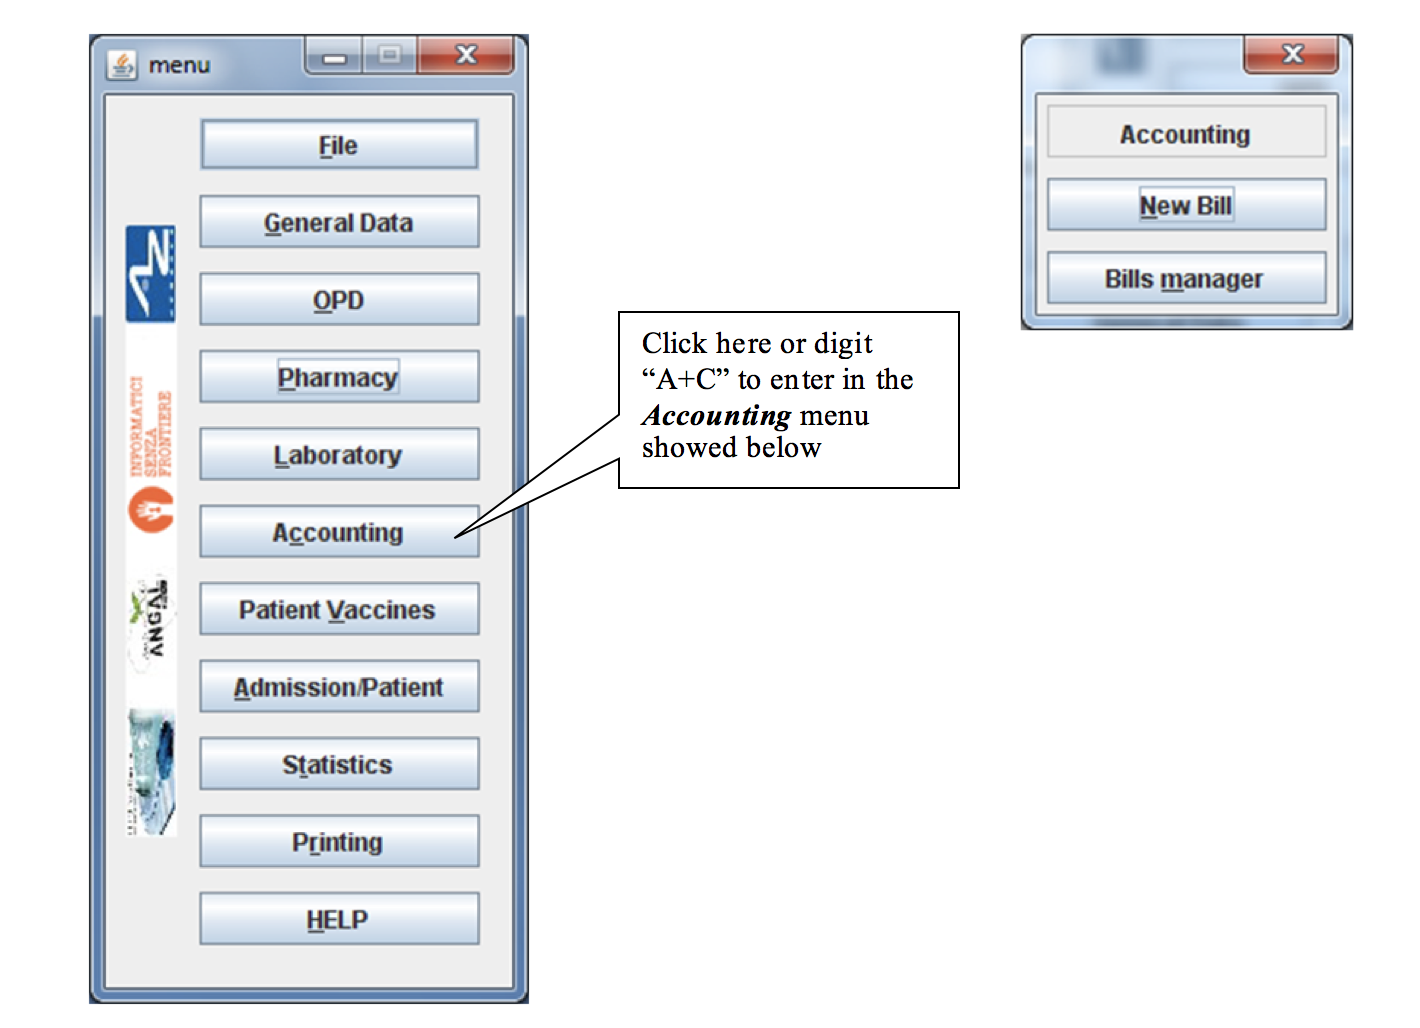 menu
File
General Data
OPD
Pharmacy
Laboratory
Accounting
Patient Vaccines
Admission/Patient
Statistics
Printing
HELP
INFORMATICI
SENZA
FRONTIERE
ANGAL
Click here or digit
“A+C” to enter in the
Accounting menu
showed below
Accounting
New Bill
Bills manager